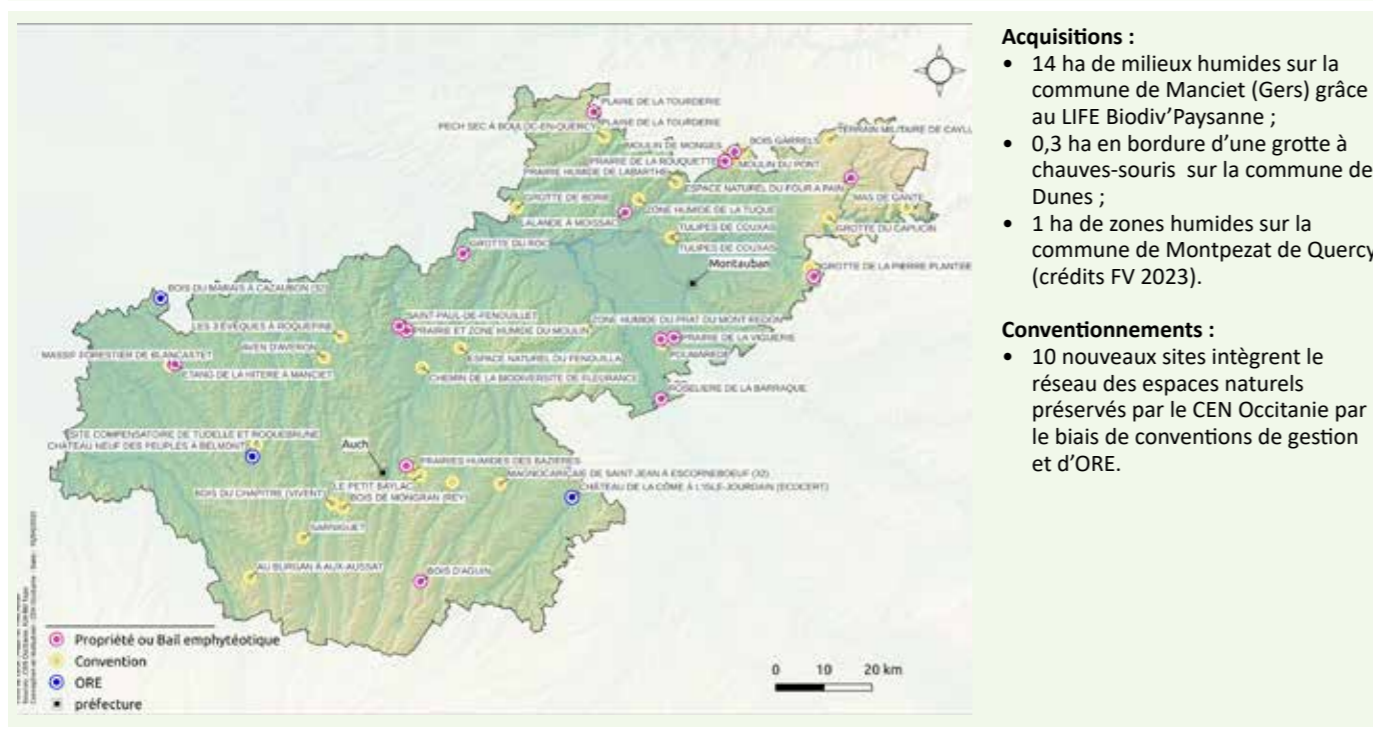 PLAINE DE LA TOURDERIE
PECH SEC À BOULOC-EN-QUERCY
PLAINE DE LA TOURDERIE
MOULIN DE MONGES
BOIS GARRELS
TERRAIN MILITAIRE DE CAYLU
PRAIRIE DE LA ROUQUETTE
MOULIN DU PONT
PRAIRIE HUMIDE DE LABARTHE
ESPACE NATUREL DU FOUR A PAIN
MAS DE GANTE
GROTTE DE BORIE
ZONE HUMIDE DE LA TUQUE
LALANDE À MOISSAC
TULIPES DE COUXAS
GROTTE DU CAPUCIN
TULIPES DE COUXAS
GROTTE DU ROCI
Montauban
GROTTE DE LA PIERRE PLANTEE
BOIS DU MARAIS À CAZAUBON (32)
SAINT-PAUL-DE-FENOUILLET
ZONE HUMIDE DU PRAT DU MONT REDON
LES 3 ÉVÊQUES À ROQUEPINE
PRAIRIE ET ZONE HUMIDE DU MOULIN
PRAIRIE DE LA VIGUERIE
AVEN D'AVERON
POUMAREDE
MASSIF FORESTIER DE BLANCASTET
ESPACE NATUREL DU FENOUILLA
ETANG DE LA HITERE À MANCIET
CHEMIN DE LA BIODIVERSITE DE FLEURANCE
ROSELIERE DE LA BARRAQUE
SITE COMPENSATOIRE DE TUDELLE ET ROQUEBRUNE
CHÂTEAU NEUF DES PEUPLES À BELMONT
Auch
PRAIRIES HUMIDES DES BAZIERES
MAGNOCARIÇAIE DE SAINT JEAN À ESCORNEBOEUF (32)
LE PETIT BAYLAC
CHÂTEAU DE LA CÔME À L'ISLE-JOURDAIN (ECOCERT)
BOIS DU CHAPITRE (VIVENT)
BOIS DE MONGRAN (REY)
SARNIGUET
AU BURGAN À AUX-AUSSAT
BOIS D'AGUIN
Propriété ou Bail emphytéotique
Convention
ORE
préfecture
0 10 20 km
Acquisitions :
• 14 ha de milieux humides sur la
commune de Manciet (Gers) grâce
au LIFE Biodiv'Paysanne ;
• 0,3 ha en bordure d'une grotte à
chauves-souris sur la commune de
Dunes ;
• 1 ha de zones humides sur la
commune de Montpezat de Quercy
(crédits FV 2023).
Conventionnements :
• 10 nouveaux sites intègrent le
réseau des espaces naturels
préservés par le CEN Occitanie par
le biais de conventions de gestion
et d'ORE.